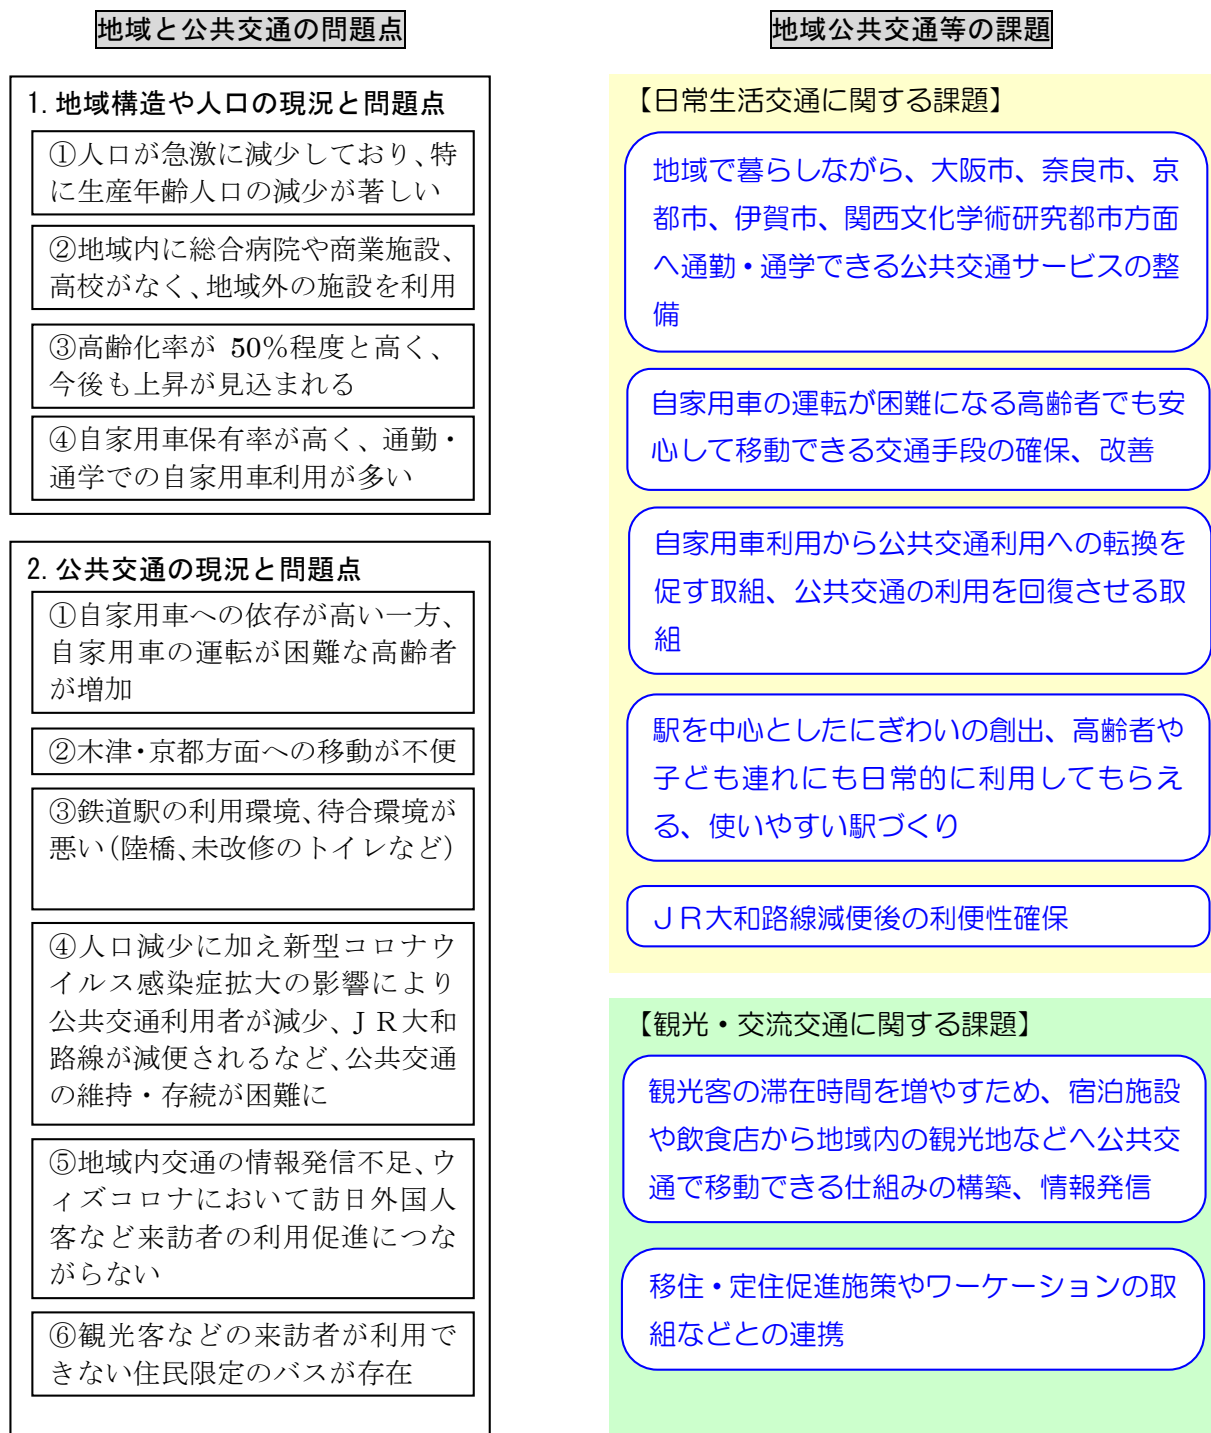 地域と公共交通の問題点
1. 地域構造や人口の現況と問題点
①人口が急激に減少しており、特
に生産年齢人口の減少が著しい
②地域内に総合病院や商業施設、
高校がなく、地域外の施設を利用
③高齢化率が 50%程度と高く、
今後も上昇が見込まれる
④自家用車保有率が高く、通勤・
通学での自家用車利用が多い
2. 公共交通の現況と問題点
①自家用車への依存が高い一方、
自家用車の運転が困難な高齢者
が増加
②木津・京都方面への移動が不便
③鉄道駅の利用環境、待合環境が
悪い（陸橋、未改修のトイレなど）
④人口減少に加え新型コロナウ
イルス感染症拡大の影響により
公共交通利用者が減少、ＪＲ大和
路線が減便されるなど、公共交通
の維持・存続が困難に
⑤地域内交通の情報発信不足、ウ
ィズコロナにおいて訪日外国人
客など来訪者の利用促進につな
がらない
⑥観光客などの来訪者が利用で
きない住民限定のバスが存在
地域公共交通等の課題
【日常生活交通に関する課題】
地域で暮らしながら、大阪市、奈良市、京
都市、伊賀市、関西文化学術研究都市方面
へ通勤・通学できる公共交通サービスの整
備
自家用車の運転が困難になる高齢者でも安
心して移動できる交通手段の確保、改善
自家用車利用から公共交通利用への転換を
促す取組、公共交通の利用を回復させる取
組
駅を中心としたにぎわいの創出、高齢者や
子ども連れにも日常的に利用してもらえ
る、使いやすい駅づくり
ＪＲ大和路線減便後の利便性確保
【観光・交流交通に関する課題】
観光客の滞在時間を増やすため、宿泊施設
や飲食店から地域内の観光地などへ公共交
通で移動できる仕組みの構築、情報発信
移住・定住促進施策やワーケーションの取
組などとの連携